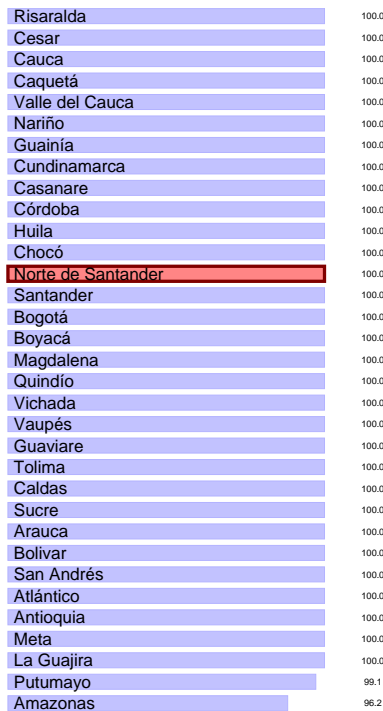 Risaralda 100.0
Cesar 100.0
Cauca 100.0
Caquetá 100.0
Valle del Cauca 100.0
Nariño 100.0
Guainía 100.0
Cundinamarca 100.0
Casanare 100.0
Córdoba 100.0
Huila 100.0
Chocó 100.0
Norte de Santander 100.0
Santander 100.0
Bogotá 100.0
Boyacá 100.0
Magdalena 100.0
Quindío 100.0
Vichada 100.0
Vaupés 100.0
Guaviare 100.0
Tolima 100.0
Caldas 100.0
Sucre 100.0
Arauca 100.0
Bolivar 100.0
San Andrés 100.0
Atlántico 100.0
Antioquia 100.0
Meta 100.0
La Guajira 100.0
Putumayo 99.1
Amazonas 96.2